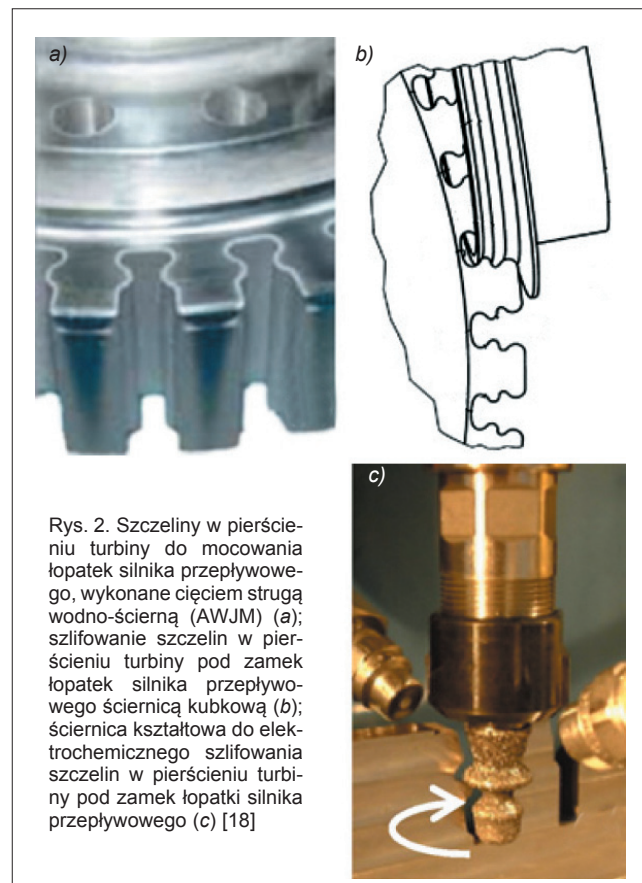 a)
b)
c)
Rys. 2. Szczeliny w pierście-
niu turbiny do mocowania
łopatek silnika przepływowe-
go, wykonane cięciem strugą
wodno-ścierną (AWJM) (a);
szlifowanie szczelin w pier-
ścieniu turbiny pod zamek
łopatek silnika przepływo-
wego ściernicą kubkową (b);
ściernica kształtowa do elek-
trochemicznego szlifowania
szczelin w pierścieniu turbi-
ny pod zamek łopatki silnika
przepływowego (c) [18]